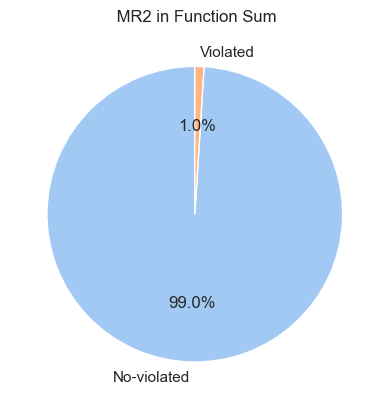 MR2 in Function Sum
Violated
1.0%
99.0%
No-violated